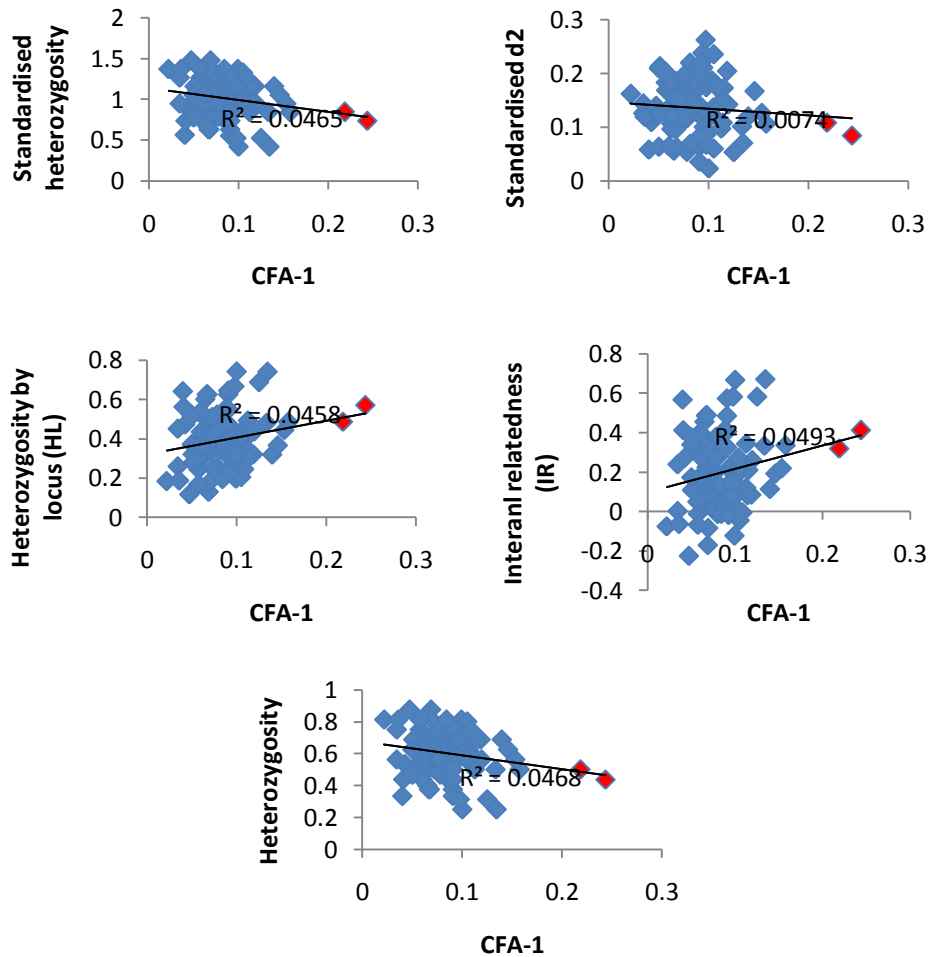 Standardised heterozygosity
2
1.5
1
0.5
0
R² = 0.0465
0 0.1 0.2 0.3
CFA-1
Standardised d2
0.3
0.2
0.1
0
R² = 0.0074
0 0.1 0.2 0.3
CFA-1
Heterozygosity by locus (HL)
0.8
0.6
0.4
0.2
0
R² = 0.0458
0 0.1 0.2 0.3
CFA-1
Interanl relatedness (IR)
0.8
0.6
0.4
0.2
0
-0.2
-0.4
R² = 0.0493
0 0.1 0.2 0.3
CFA-1
Heterozygosity
1
0.8
0.6
0.4
0.2
0
R² = 0.0468
0 0.1 0.2 0.3
CFA-1